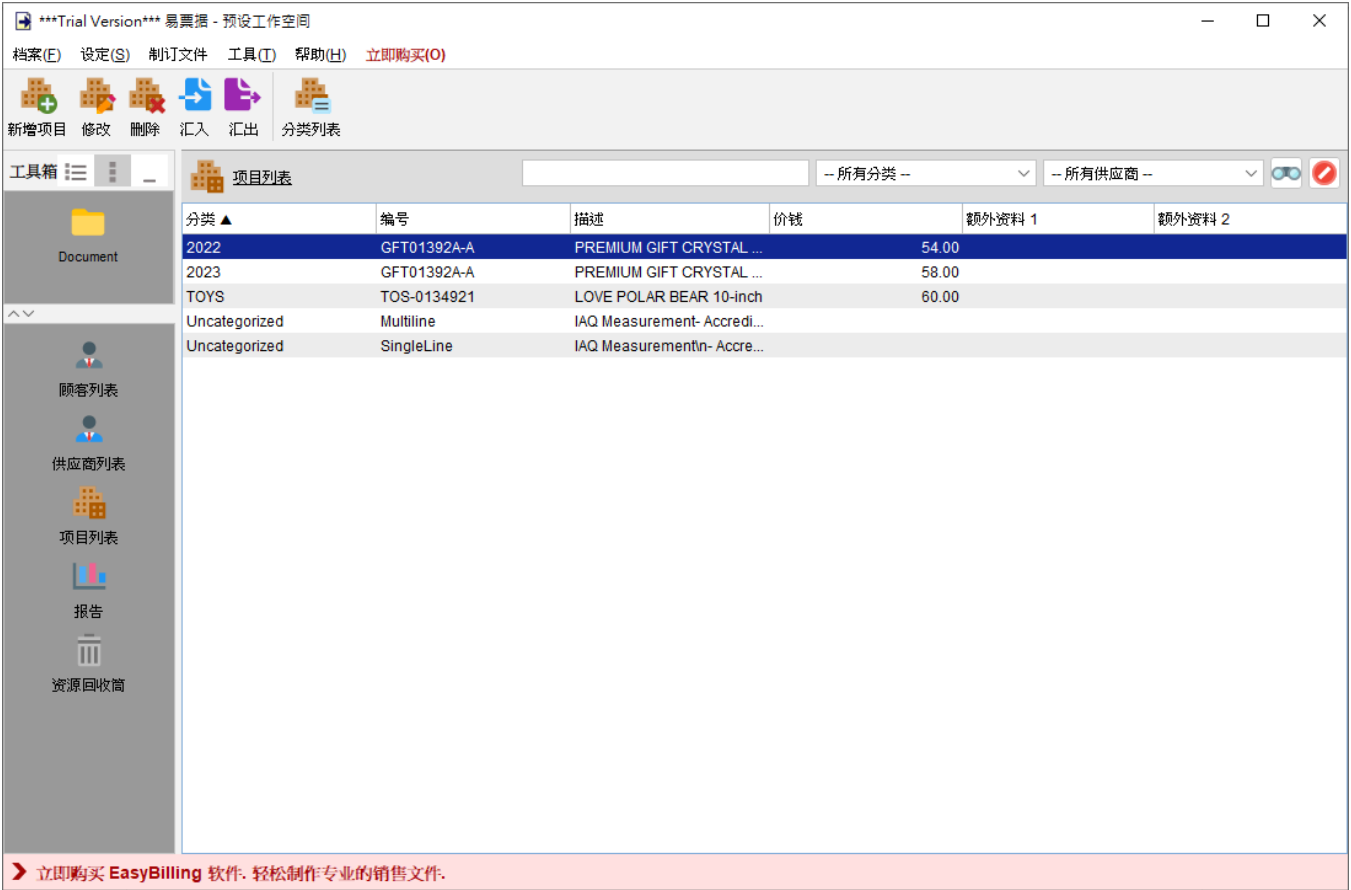 ***Trial Version*** 易票据 - 预设工作空间
档案(F) 设定(S) 制订文件 工具(T) 帮助(H) 立即购买(O)
新增项目 修改 删除 汇入 汇出 分类列表
工具箱 项目列表 -- 所有分类 -- -- 所有供应商 --
Document
顾客列表
供应商列表
项目列表
报告
资源回收筒
分类 ▲ 编号 描述 价钱 额外资料 1 额外资料 2
2022 GFT01392A-A PREMIUM GIFT CRYSTAL ... 54.00
2023 GFT01392A-A PREMIUM GIFT CRYSTAL ... 58.00
TOYS TOS-0134921 LOVE POLAR BEAR 10-inch 60.00
Uncategorized Multiline IAQ Measurement- Accredi...
Uncategorized SingleLine IAQ Measurement\n- Accre...
立即购买 EasyBilling 软件. 轻松制作专业的销售文件.